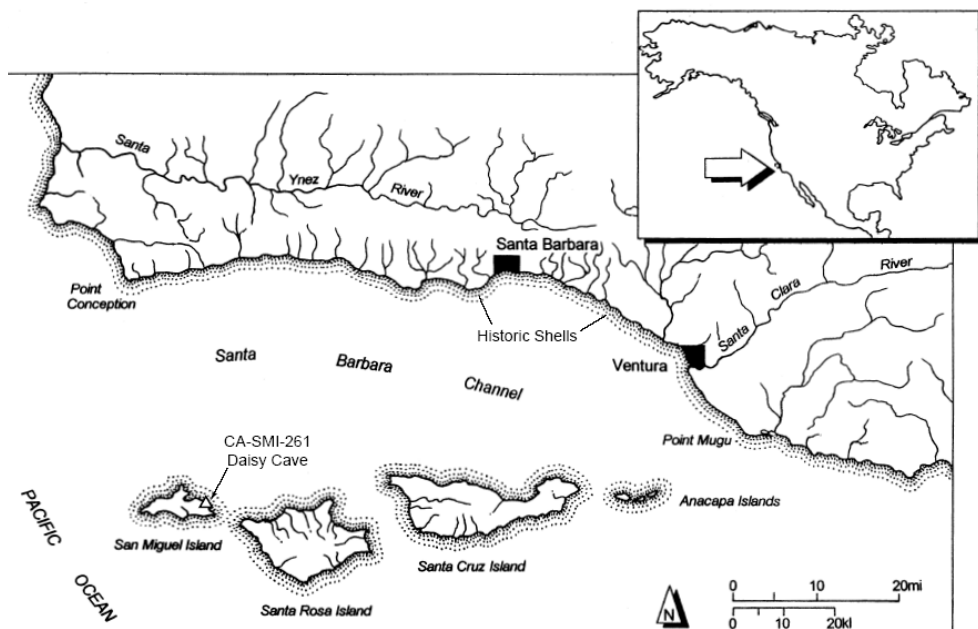 Santa
Ynez
River
Santa Barbara
Point
Conception
Historic Shells
Santa
Clara
River
Santa
Barbara
Channel
Ventura
Point Mugu
CA-SMI-261
Daisy Cave
PACIFIC
OCEAN
San Miguel Island
Santa Rosa Island
Santa Cruz Island
Anacapa Islands
N
0 10 20mi
0 10 20kl